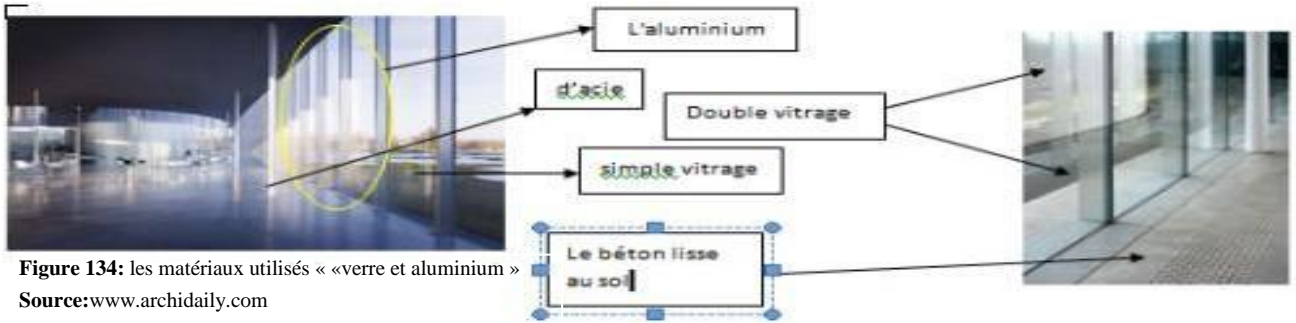 L'aluminium
d'acie
Double vitrage
simple vitrage
Le béton lisse
au sol
Figure 134: les matériaux utilisés « «verre et aluminium »
Source:www.archidaily.com